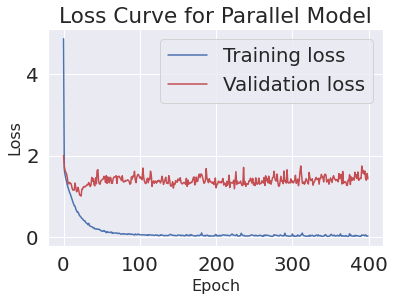 Loss Curve for Parallel Model
Training loss
Validation loss
Loss
4
2
0
0 100 200 300 400
Epoch